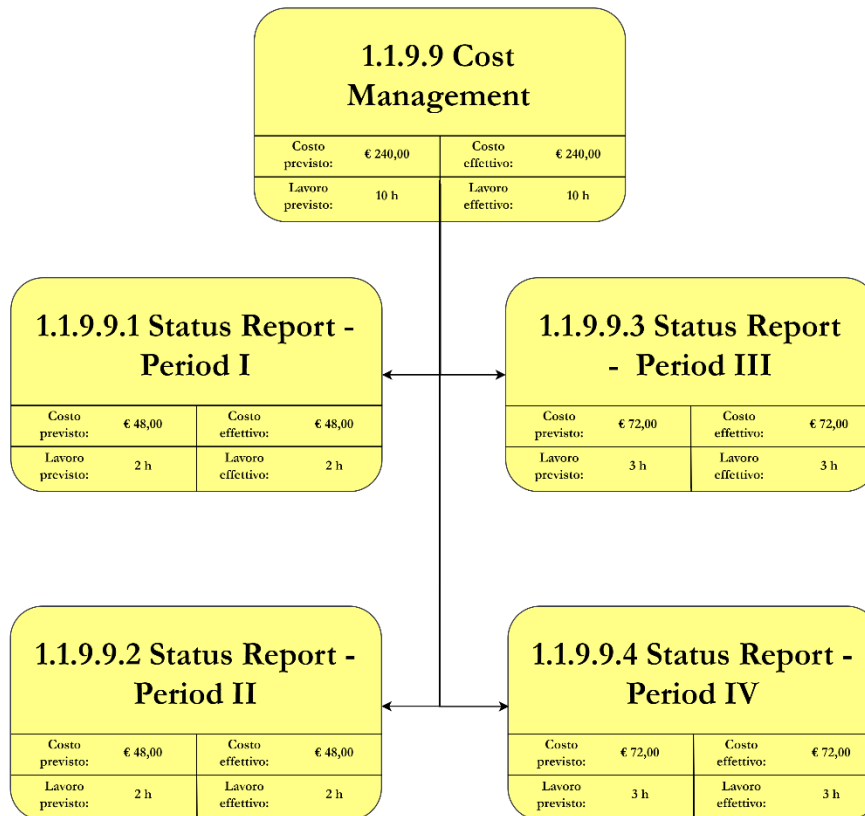 1.1.9.9 Cost
Management
Costo
previsto:
€ 240,00
Costo
effettivo:
€ 240,00
Lavoro
previsto:
10 h
Lavoro
effettivo:
10 h
1.1.9.9.1 Status Report -
Period I
Costo
previsto:
€ 48,00
Costo
effettivo:
€ 48,00
Lavoro
previsto:
2 h
Lavoro
effettivo:
2 h
1.1.9.9.3 Status Report
- Period III
Costo
previsto:
€ 72,00
Costo
effettivo:
€ 72,00
Lavoro
previsto:
3 h
Lavoro
effettivo:
3 h
1.1.9.9.2 Status Report -
Period II
Costo
previsto:
€ 48,00
Costo
effettivo:
€ 48,00
Lavoro
previsto:
2 h
Lavoro
effettivo:
2 h
1.1.9.9.4 Status Report -
Period IV
Costo
previsto:
€ 72,00
Costo
effettivo:
€ 72,00
Lavoro
previsto:
3 h
Lavoro
effettivo:
3 h